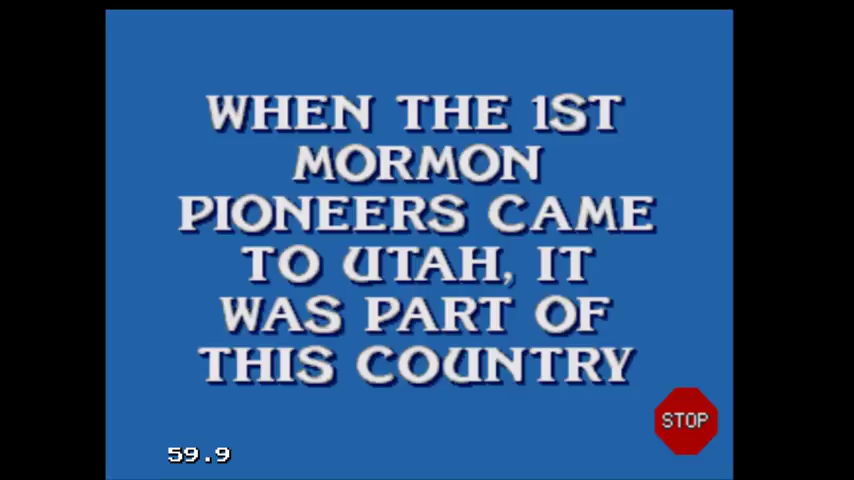 WHEN THE 1ST
MORMON
PIONEERS CAME
TO UTAH, IT
WAS PART OF
THIS COUNTRY
STOP
59.9